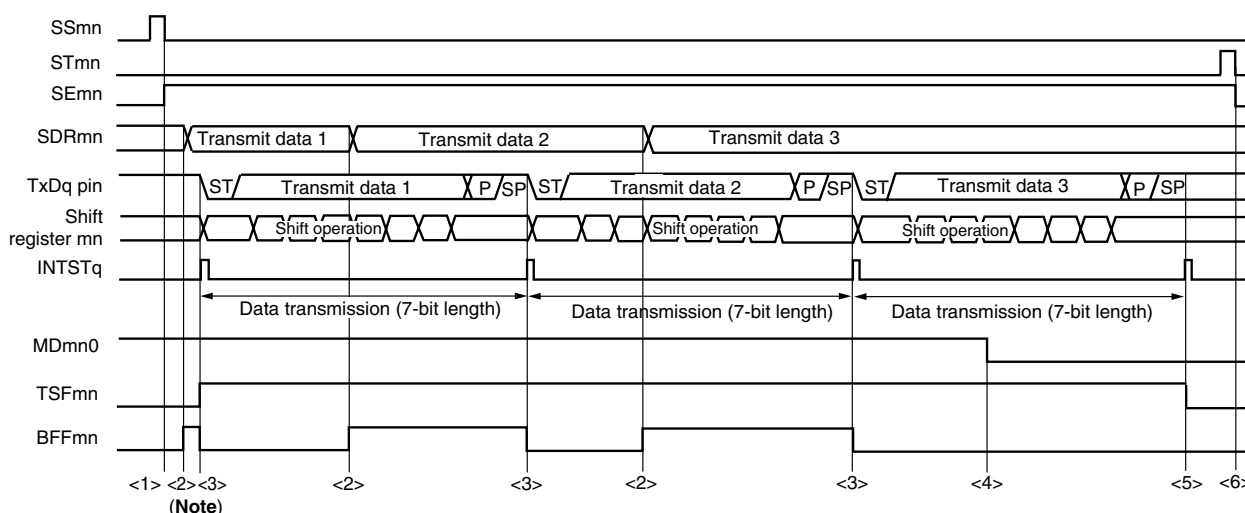 SSmn
STmn
SEmn
SDRmn Transmit data 1 Transmit data 2 Transmit data 3
TxDq pin ST Transmit data 1 P SP ST Transmit data 2 P SP ST Transmit data 3 P SP
Shift
register mn Shift operation Shift operation Shift operation
INTSTq
Data transmission (7-bit length) Data transmission (7-bit length) Data transmission (7-bit length)
MDmn0
TSFmn
BFFmn
<1> <2> <3> <2> <3> <2> <3> <4> <5> <6>
(Note)